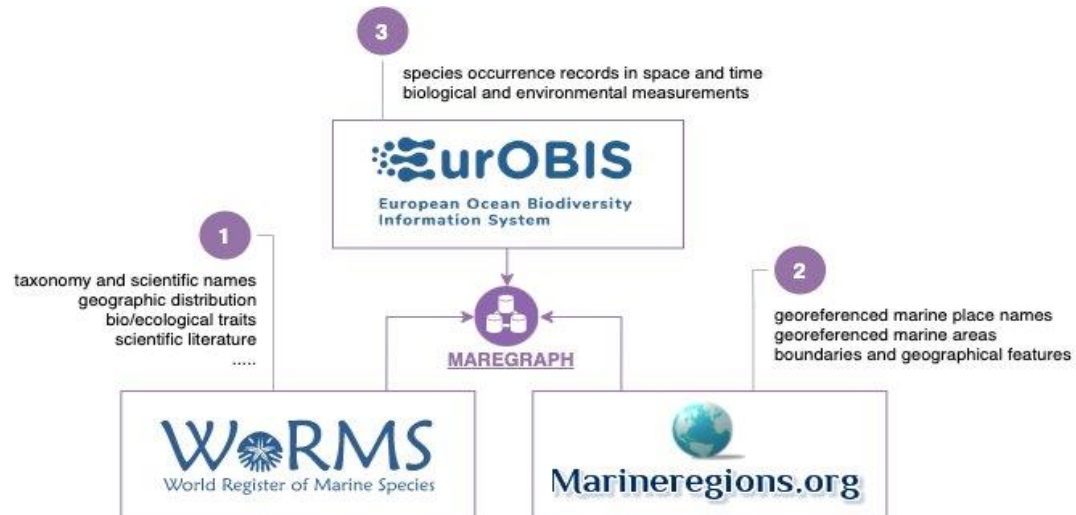 3
species occurrence records in space and time
biological and environmental measurements
EurOBIS
European Ocean Biodiversity
Information System
1
taxonomy and scientific names
geographic distribution
bio/ecological traits
scientific literature
.....
2
georeferenced marine place names
georeferenced marine areas
boundaries and geographical features
MAREGRAPH
WoRMS
World Register of Marine Species
Marineregions.org